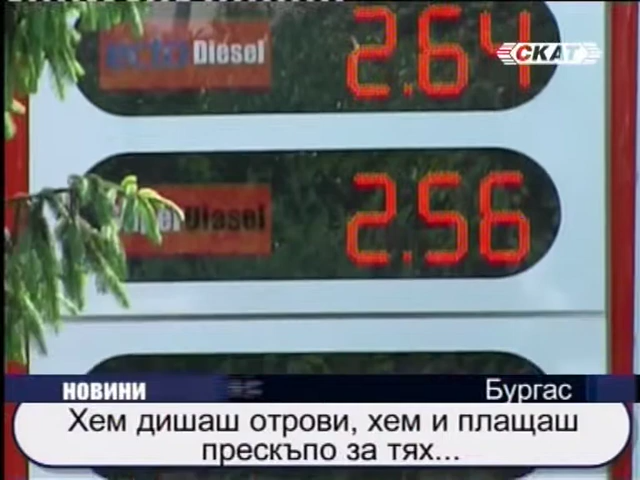 Diesel 2.64
СКАТ
Diesel 2.56
НОВИНИ
Бургас
Хем дишаш отрови, хем и плащаш
прескъпо за тях...